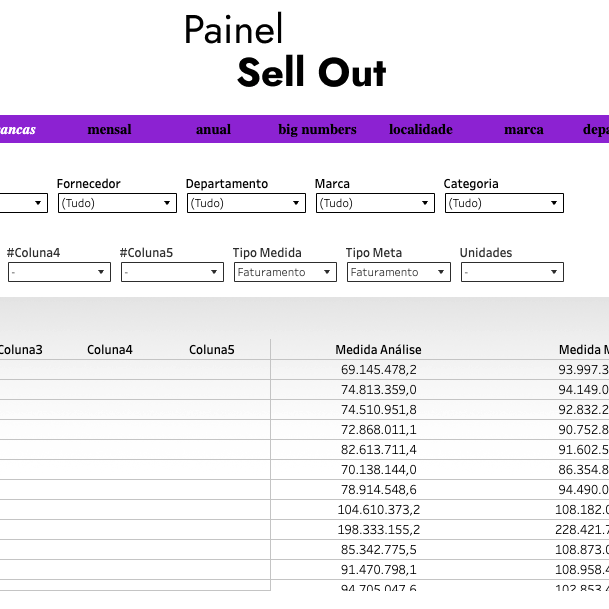 Painel
Sell Out
ancas mensal anual big numbers localidade marca depa
Fornecedor Departamento Marca Categoria
(Tudo) (Tudo) (Tudo) (Tudo)
#Coluna4 #Coluna5 Tipo Medida Tipo Meta Unidades
- - Faturamento Faturamento -
Coluna3 Coluna4 Coluna5 Medida Análise Medida M
69.145.478,2 93.997.3
74.813.359,0 94.149.0
74.510.951,8 92.832.2
72.868.011,1 90.752.8
82.613.711,4 91.602.5
70.138.144,0 86.354.8
78.914.548,6 94.490.0
104.610.373,2 108.182.0
198.333.155,2 228.421.7
85.342.775,5 108.873.0
91.470.798,1 108.958.4
94.705.047,6 102.853.4